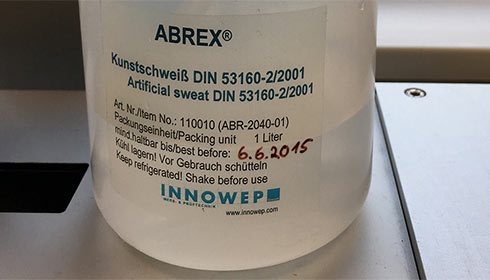 ABREX®
Kunstschweiß DIN 53160-2/2001
Artificial sweat DIN 53160-2/2001
Art. Nr./Item No.: 110010 (ABR-2040-01)
Packungseinheit/Packing unit 1 Liter
mind.haltbar bis/best before: 6.6.2015
Kühl lagern! Vor Gebrauch schütteln
Keep refrigerated! Shake before use
INNOWEP
MESS- & PRÜFTECHNIK
www.innowep.com